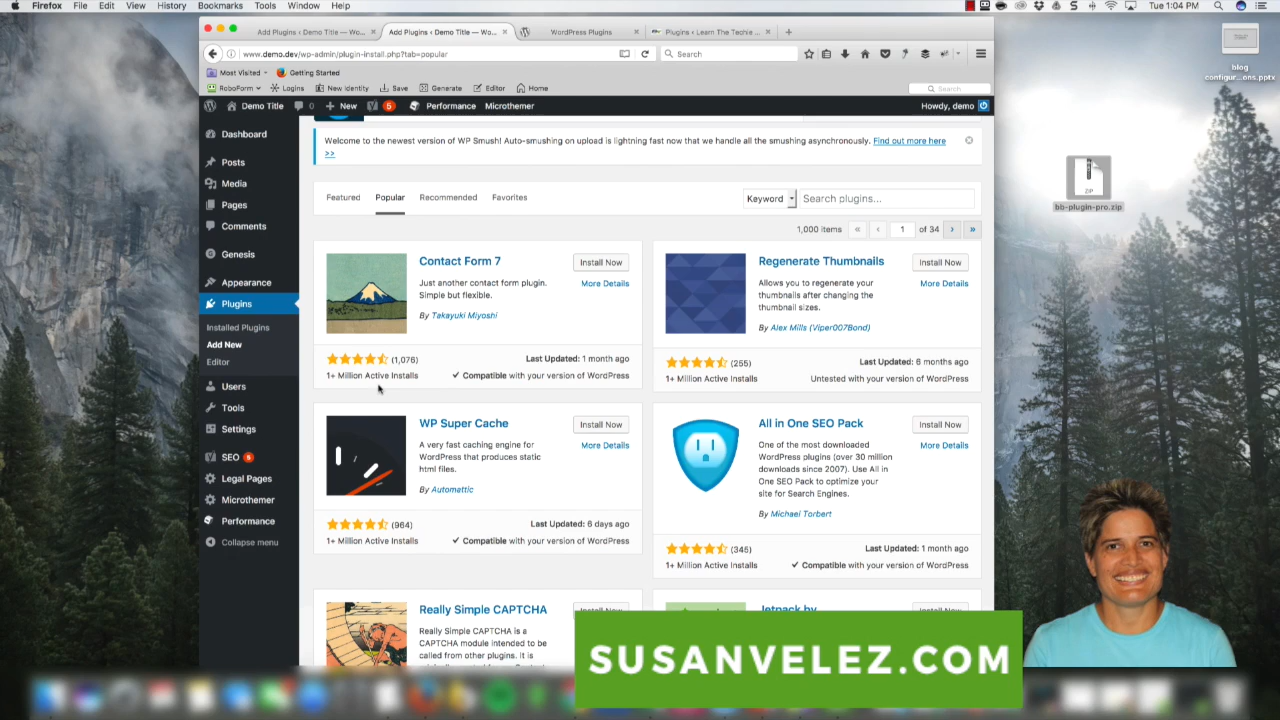 Firefox File Edit View History Bookmarks Tools Window Help
Tue 1:04 PM
Add Plugins ‹ Demo Title — Wo...
Add Plugins ‹ Demo Title — Wo...
WordPress Plugins
Plugins ‹ Learn The Techie ...
www.demo.dev/wp-admin/plugin-install.php?tab=popular
Search
Most Visited
Getting Started
RoboForm
Logins
New Identity
Save
Generate
Editor
Home
Search
Demo Title
0
New
5
Performance
Microthemer
Howdy, demo
Dashboard
Posts
Media
Pages
Comments
Genesis
Appearance
Plugins
Installed Plugins
Add New
Editor
Users
Tools
Settings
SEO 5
Legal Pages
Microthemer
Performance
Collapse menu
Welcome to the newest version of WP Smush! Auto-smushing on upload is lightning fast now that we handle all the smushing asynchronously. Find out more here
>>
Featured
Popular
Recommended
Favorites
Keyword
Search plugins...
1,000 items « ‹ 1 of 34 › »
Contact Form 7
Install Now
More Details
Just another contact form plugin.
Simple but flexible.
By Takayuki Miyoshi
(1,076)
Last Updated: 1 month ago
1+ Million Active Installs
Compatible with your version of WordPress
Regenerate Thumbnails
Install Now
More Details
Allows you to regenerate your
thumbnails after changing the
thumbnail sizes.
By Alex Mills (Viper007Bond)
(255)
Last Updated: 6 months ago
1+ Million Active Installs
Untested with your version of WordPress
WP Super Cache
Install Now
More Details
A very fast caching engine for
WordPress that produces static
html files.
By Automattic
(964)
Last Updated: 6 days ago
1+ Million Active Installs
Compatible with your version of WordPress
All in One SEO Pack
Install Now
More Details
One of the most downloaded
WordPress plugins (over 30 million
downloads since 2007). Use All in
One SEO Pack to optimize your
site for Search Engines.
By Michael Torbert
(345)
Last Updated: 1 month ago
1+ Million Active Installs
Compatible with your version of WordPress
Really Simple CAPTCHA
Install Now
Really Simple CAPTCHA is a
CAPTCHA module intended to be
called from other plugins. It is
Jetpack by
Install Now
blog
configur...ons.pptx
ZIP
bb-plugin-pro.zip
SUSANVELEZ.COM